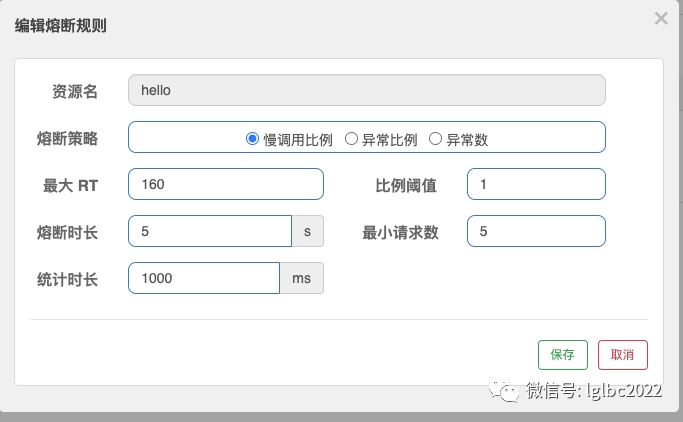 编辑熔断规则 ×
资源名 hello
熔断策略 慢调用比例 异常比例 异常数
最大 RT 160 比例阈值 1
熔断时长 5 s 最小请求数 5
统计时长 1000 ms
保存 取消
微信号: lglbc2022